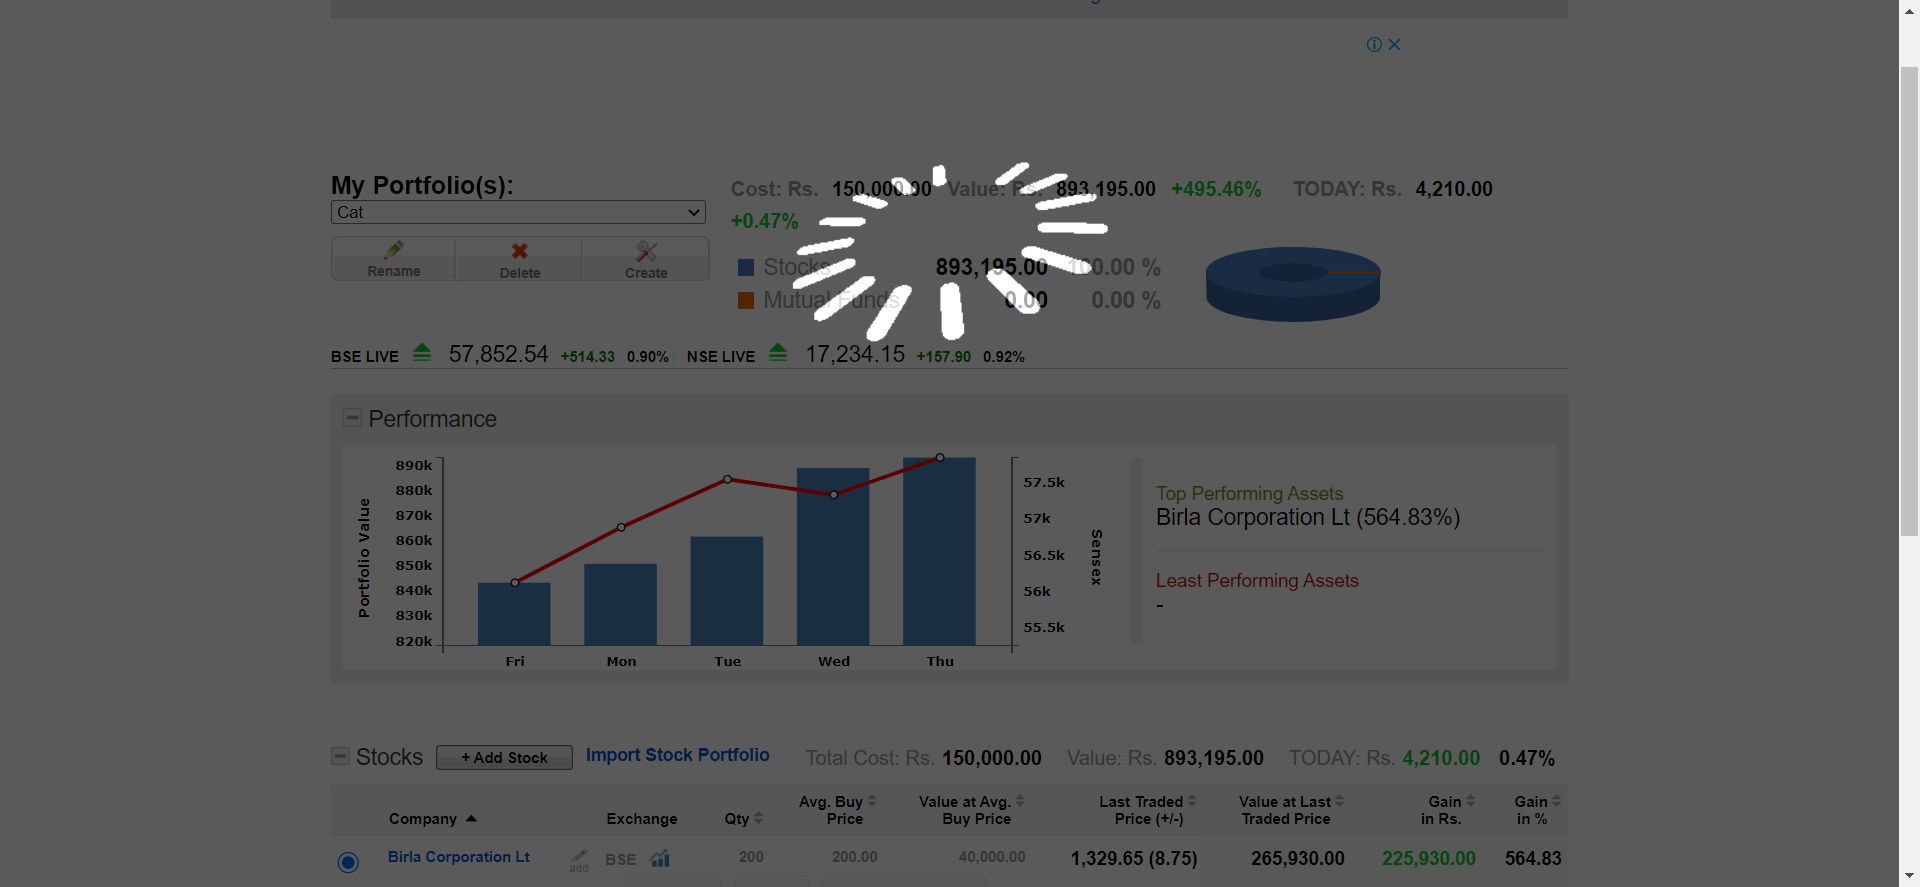 My Portfolio(s):
Cat
Rename Delete Create
Cost: Rs. 150,000.00 Value: Rs. 893,195.00 +495.46% TODAY: Rs. 4,210.00
+0.47%
Stocks 893,195.00 100.00 %
Mutual Funds 0.00 0.00 %
BSE LIVE 57,852.54 +514.33 0.90% NSE LIVE 17,234.15 +157.90 0.92%
Performance
Portfolio Value
890k
880k
870k
860k
850k
840k
830k
820k
Fri Mon Tue Wed Thu
57.5k
57k
56.5k
56k
55.5k
Sensex
Top Performing Assets
Birla Corporation Lt (564.83%)
Least Performing Assets
-
Stocks + Add Stock Import Stock Portfolio Total Cost: Rs. 150,000.00 Value: Rs. 893,195.00 TODAY: Rs. 4,210.00 0.47%
Company Exchange Qty Avg. Buy Price Value at Avg. Buy Price Last Traded Price (+/-) Value at Last Traded Price Gain in Rs. Gain in %
Birla Corporation Lt add BSE 200 200.00 40,000.00 1,329.65 (8.75) 265,930.00 225,930.00 564.83